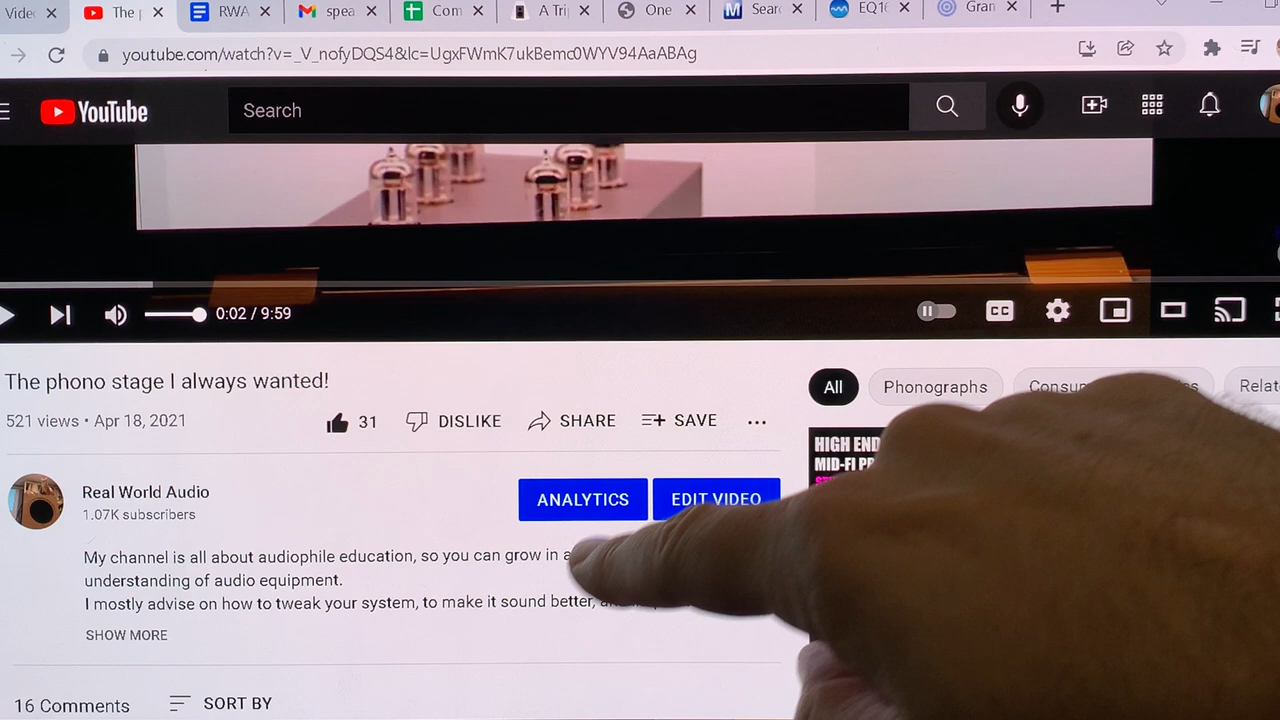 The
RWA
spea
Com
A Tri
One
Sear
EQ16
Gran
youtube.com/watch?v=_V_nofyDQS4&lc=UgxFWmK7ukBemc0WYV94AaABAg
YouTube
Search
0:02 / 9:59
CC
The phono stage I always wanted!
521 views • Apr 18, 2021
31 DISLIKE SHARE SAVE
All
Phonographs
Relat
HIGH END
MID-FI
Real World Audio
1.07K subscribers
ANALYTICS
EDIT VIDEO
My channel is all about audiophile education, so you can grow in
understanding of audio equipment.
I mostly advise on how to tweak your system, to make it sound better,
SHOW MORE
16 Comments
SORT BY